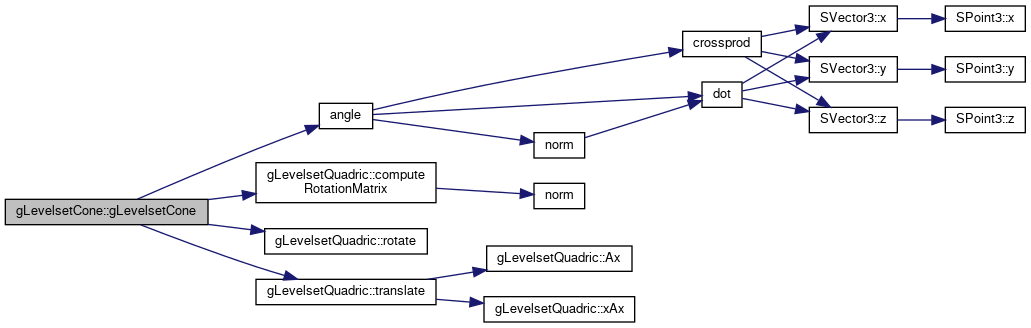 gLevelsetCone::gLevelsetCone
angle
gLevelsetQuadric::compute
RotationMatrix
gLevelsetQuadric::rotate
gLevelsetQuadric::translate
crossprod
dot
norm
norm
gLevelsetQuadric::Ax
gLevelsetQuadric::xAx
SVector3::x
SVector3::y
SVector3::z
SPoint3::x
SPoint3::y
SPoint3::z